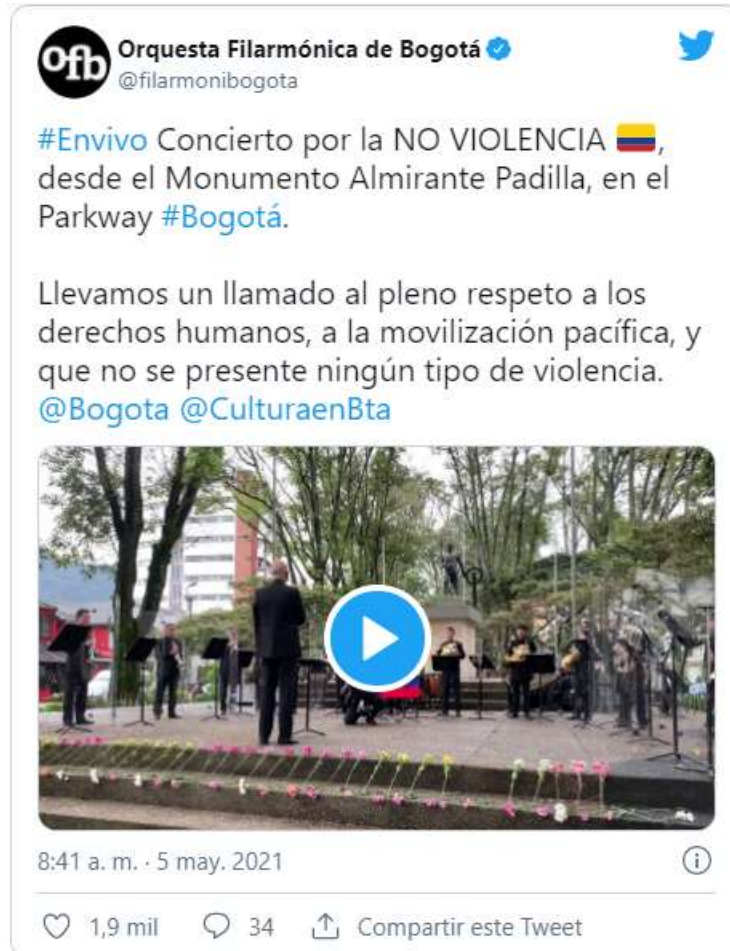 ofb
Orquesta Filarmónica de Bogotá
@filarmonibogota
#Envivo Concierto por la NO VIOLENCIA 🇨🇴,
desde el Monumento Almirante Padilla, en el
Parkway #Bogotá.
Llevamos un llamado al pleno respeto a los
derechos humanos, a la movilización pacífica, y
que no se presente ningún tipo de violencia.
@Bogota @CulturaenBta
8:41 a. m. · 5 may. 2021
1,9 mil 34 Compartir este Tweet